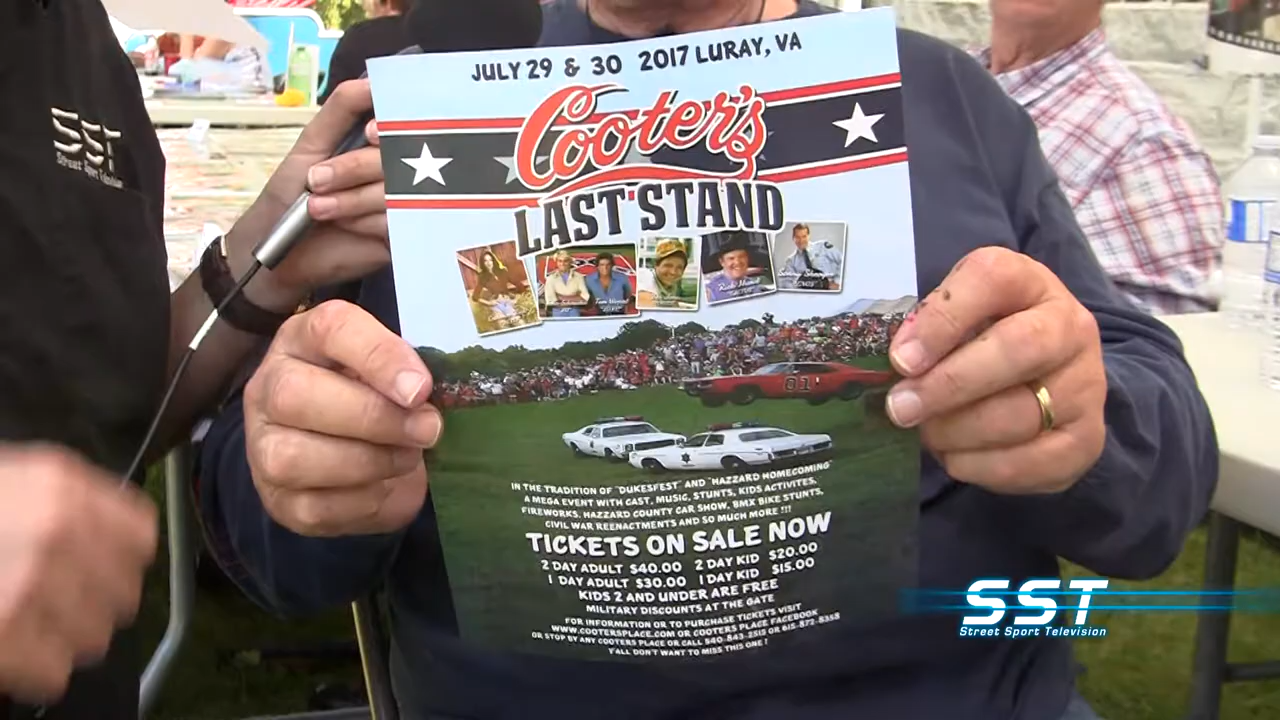 SST
Street Sport Television
JULY 29 & 30 2017 LURAY, VA
Cooter's
LAST STAND
01
IN THE TRADITION OF "DUKESFEST" AND "HAZZARD HOMECOMING"
A MEGA EVENT WITH CAST, MUSIC, STUNTS, KIDS ACTIVITES,
FIREWORKS, HAZZARD COUNTY CAR SHOW, BMX BIKE STUNTS,
CIVIL WAR REENACTMENTS AND SO MUCH MORE !!!
TICKETS ON SALE NOW
2 DAY ADULT $40.00 2 DAY KID $20.00
1 DAY ADULT $30.00 1 DAY KID $15.00
KIDS 2 AND UNDER ARE FREE
MILITARY DISCOUNTS AT THE GATE
FOR INFORMATION OR TO PURCHASE TICKETS VISIT
WWW.COOTERSPLACE.COM OR COOTERS PLACE FACEBOOK
OR STOP BY ANY COOTERS PLACE OR CALL 540-843-2515 OR 615-872-8358
Y'ALL DON'T WANT TO MISS THIS ONE !
SST
Street Sport Television